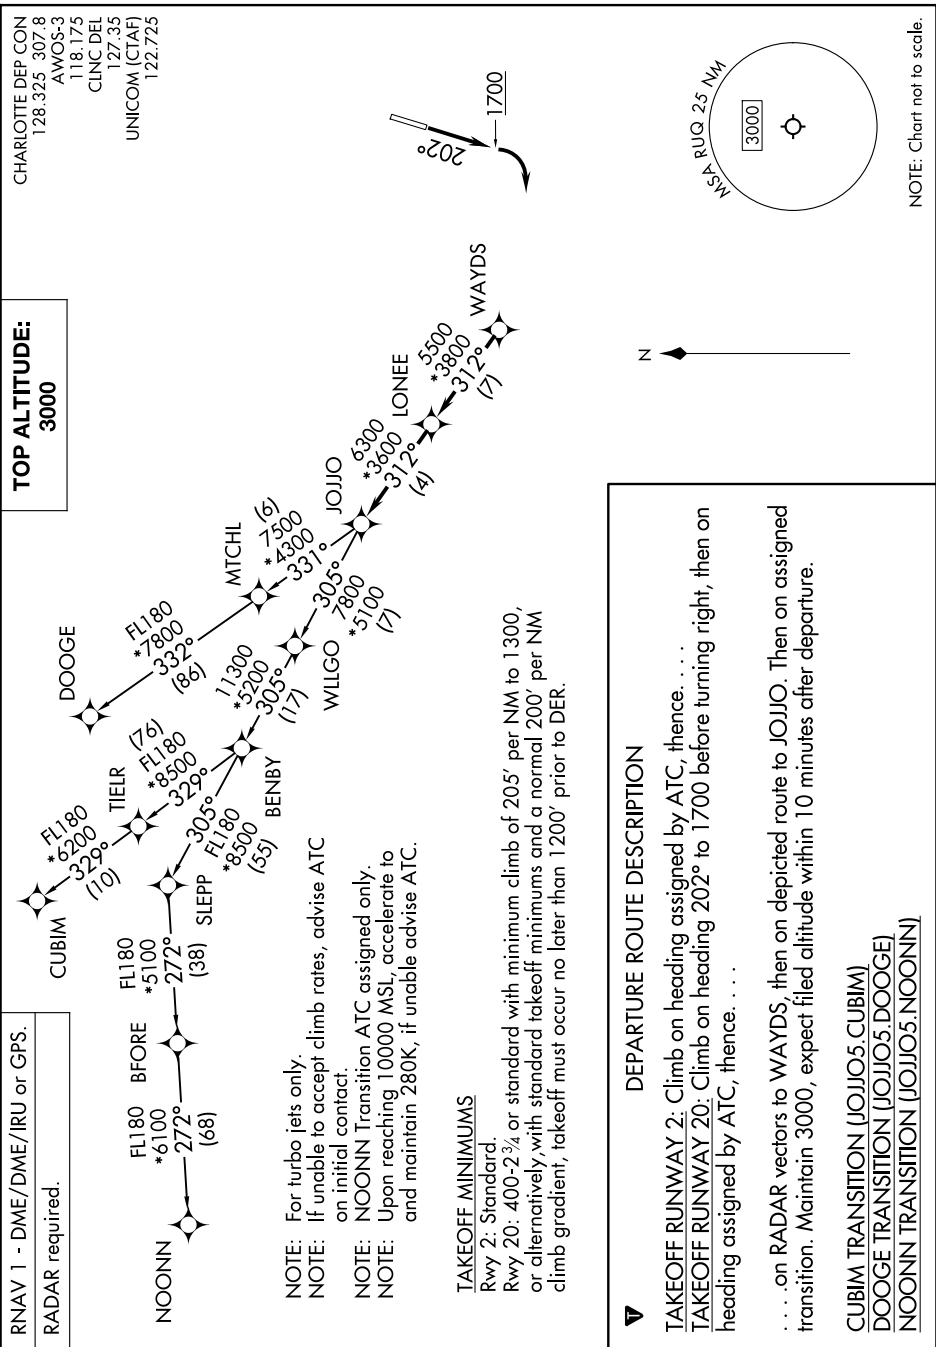 RNAV 1 - DME/DME/IRU or GPS.
RADAR required.
TOP ALTITUDE:
3000
CHARLOTTE DEP CON
128.325 307.8
AWOS-3
118.175
CLNC DEL
127.35
UNICOM (CTAF)
122.725
CUBIM
FL180
*6200
329°
(10)
TIELR
(76)
FL180
*8500
329°
DOOGE
FL180
*7800
332°
(86)
MTCHL
(6)
7500
*4300
331°
JOJJO
6300
*3600
312°
(4)
LONEE
5500
*3800
312°
(7)
WAYDS
202°
1700
NOONN
FL180
*6100
272°
(68)
BFORE
FL180
*5100
272°
(38)
SLEPP
305°
FL180
*8500
(55)
BENBY
11300
*5200
305°
(17)
WLLGO
305°
7800
*5100
(7)
NOTE: For turbo jets only.
NOTE: If unable to accept climb rates, advise ATC
on initial contact.
NOTE: NOONN Transition ATC assigned only.
NOTE: Upon reaching 10000 MSL, accelerate to
and maintain 280K, if unable advise ATC.
TAKEOFF MINIMUMS
Rwy 2: Standard.
Rwy 20: 400-2¾ or standard with minimum climb of 205' per NM to 1300,
or alternatively,with standard takeoff minimums and a normal 200' per NM
climb gradient, takeoff must occur no later than 1200' prior to DER.
N
MSA RUQ 25 NM
3000
NOTE: Chart not to scale.
T
DEPARTURE ROUTE DESCRIPTION
TAKEOFF RUNWAY 2: Climb on heading assigned by ATC, thence. . . .
TAKEOFF RUNWAY 20: Climb on heading 202° to 1700 before turning right, then on
heading assigned by ATC, thence. . . .
. . . .on RADAR vectors to WAYDS, then on depicted route to JOJJO. Then on assigned
transition. Maintain 3000, expect filed altitude within 10 minutes after departure.
CUBIM TRANSITION (JOJJO5.CUBIM)
DOOGE TRANSITION (JOJJO5.DOOGE)
NOONN TRANSITION (JOJJO5.NOONN)